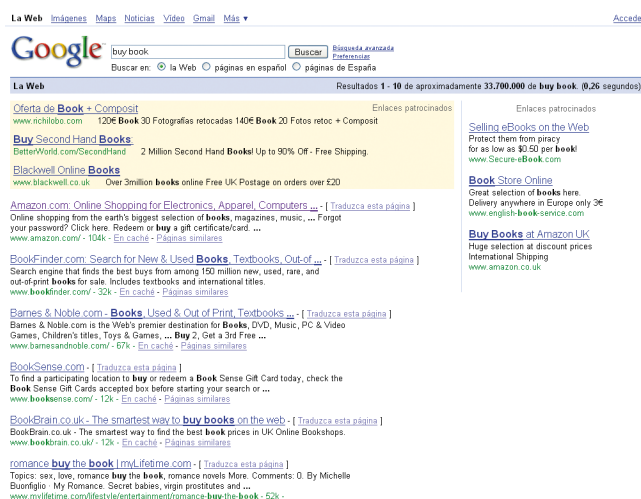 La Web Imágenes Maps Noticias Vídeo Gmail Más ▼ Accede
Google
buy book Buscar Búsqueda avanzada
Preferencias
Buscar en: la Web páginas en español páginas de España
La Web Resultados 1 - 10 de aproximadamente 33.700.000 de buy book. (0,26 segundos)
Oferta de Book + Composit Enlaces patrocinados
www.richilobo.com 120€ Book 30 Fotografías retocadas 140€ Book 20 Fotos retoc + Composit
Buy Second Hand Books:
BetterWorld.com/SecondHand 2 Million Second Hand Books! Up to 90% Off - Free Shipping.
Blackwell Online Books
www.blackwell.co.uk Over 3million books online Free UK Postage on orders over £20
Amazon.com: Online Shopping for Electronics, Apparel, Computers ... - [ Traduzca esta página ]
Online shopping from the earth's biggest selection of books, magazines, music, ... Forgot
your password? Click here. Redeem or buy a gift certificate/card. ...
www.amazon.com/ - 104k - En caché - Páginas similares
BookFinder.com: Search for New & Used Books, Textbooks, Out-of ... - [ Traduzca esta página ]
Search engine that finds the best buys from among 150 million new, used, rare, and
out-of-print books for sale. Includes textbooks and international titles.
www.bookfinder.com/ - 32k - En caché - Páginas similares
Barnes & Noble.com - Books, Used & Out of Print, Textbooks ... - [ Traduzca esta página ]
Barnes & Noble.com is the Web's premier destination for Books, DVD, Music, PC & Video
Games, Children's titles, Toys & Games, ... Buy 2, Get a 3rd Free ...
www.barnesandnoble.com/ - 67k - En caché - Páginas similares
BookSense.com - [ Traduzca esta página ]
To find a participating location to buy or redeem a Book Sense Gift Card today, check the
Book Sense Gift Cards accepted box before starting your search or ...
www.booksense.com/ - 12k - En caché - Páginas similares
BookBrain.co.uk - The smartest way to buy books on the web - [ Traduzca esta página ]
BookBrain.co.uk - The smartest way to find the best book prices in UK Online Bookshops.
www.bookbrain.co.uk/ - 12k - En caché - Páginas similares
romance buy the book | myLifetime.com - [ Traduzca esta página ]
Topics: sex, love, romance buy the book, romance novels More. Comments: 0. By Michelle
Buonfiglio · My Romance. Secret babies, virgin prostitutes and ...
www.mylifetime.com/lifestyle/entertainment/romance-buy-the-book - 52k -
Enlaces patrocinados
Selling eBooks on the Web
Protect them from piracy
for as low as $0.50 per book!
www.Secure-eBook.com
Book Store Online
Great selection of books here.
Delivery anywhere in Europe only 3€
www.english-book-service.com
Buy Books at Amazon UK
Huge selection at discount prices
International Shipping
www.amazon.co.uk